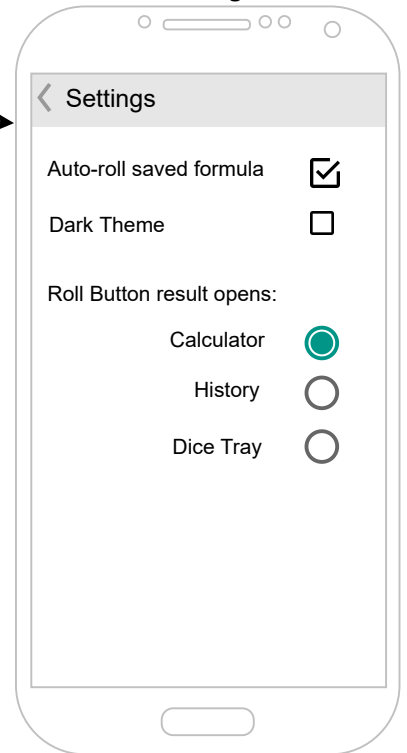 Settings
Auto-roll saved formula
Dark Theme
Roll Button result opens:
Calculator
History
Dice Tray